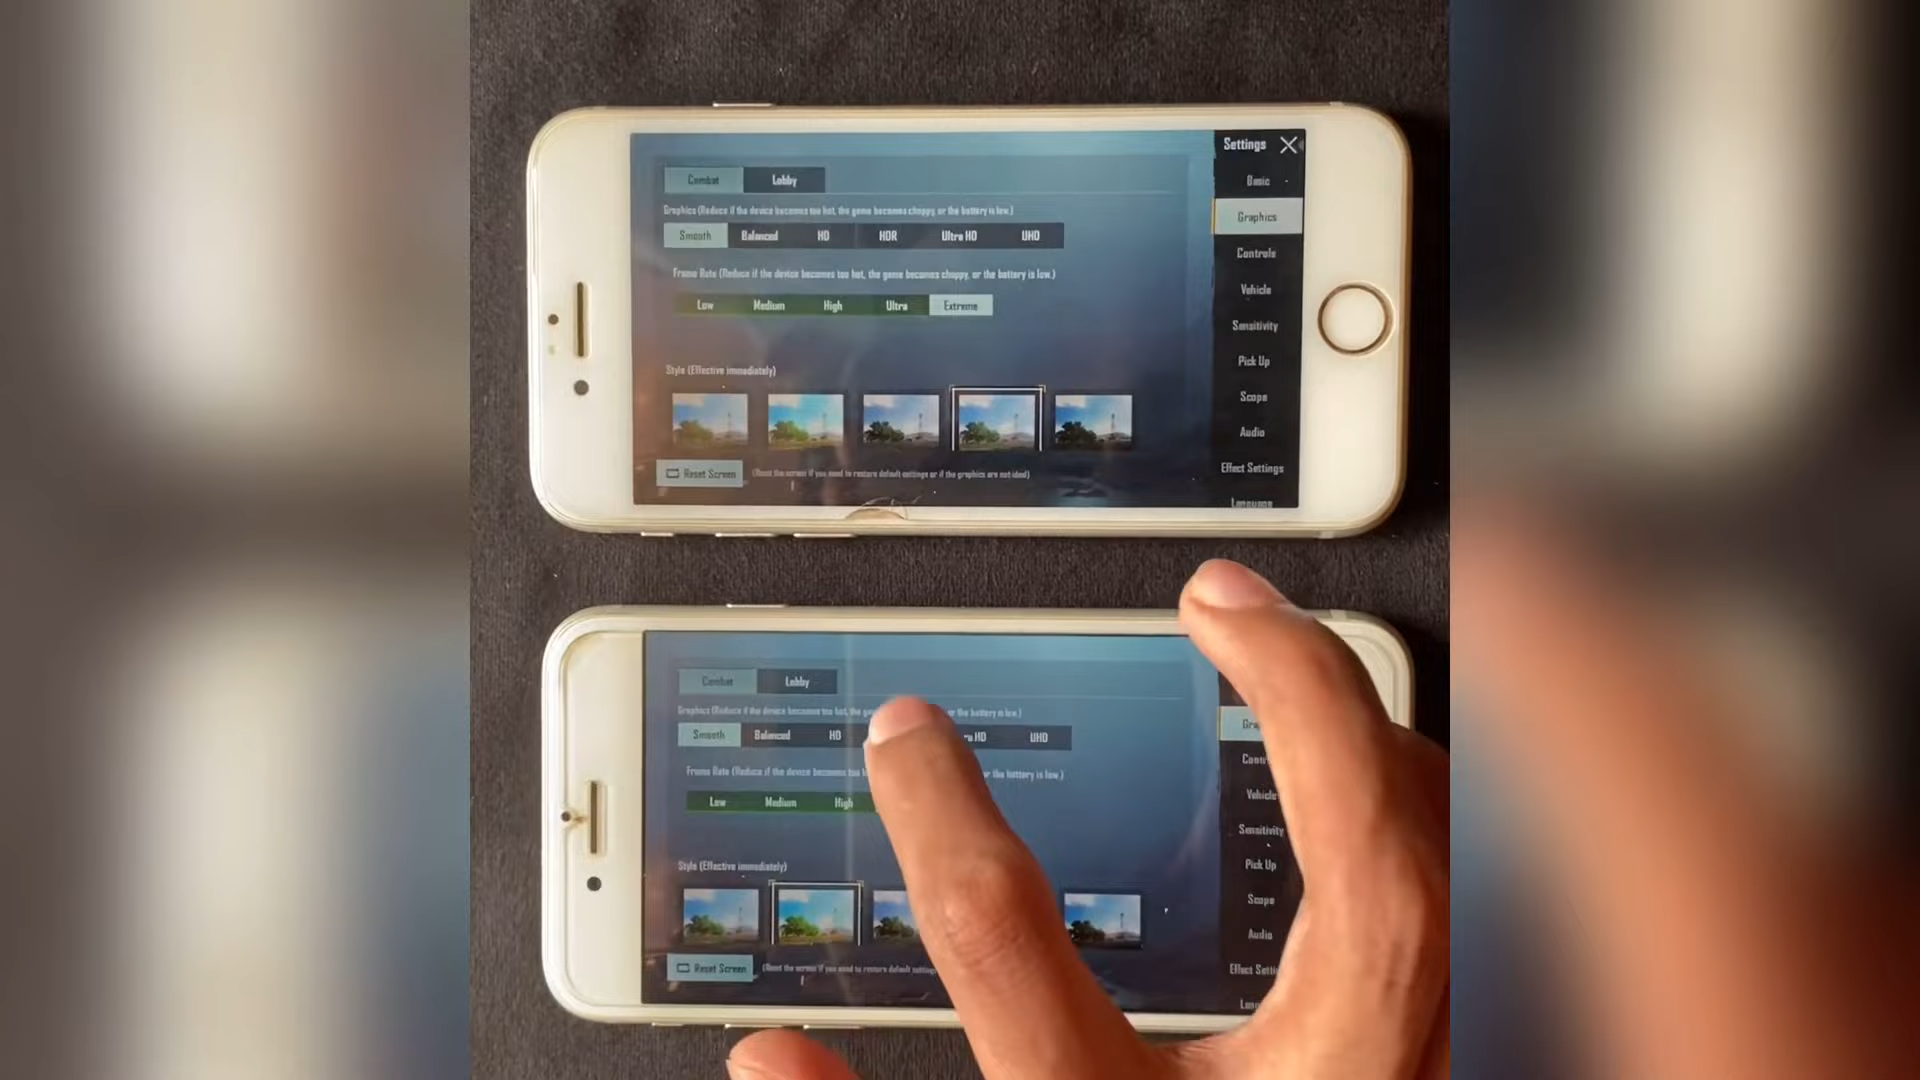 Settings X
Combat Lobby
Basic
Graphics (Reduce if the device becomes too hot, the game becomes choppy, or the battery is low.)
Graphics
Smooth Balanced HD HDR Ultra HD UHD
Controls
Frame Rate (Reduce if the device becomes too hot, the game becomes choppy, or the battery is low.)
Vehicle
Low Medium High Ultra Extreme
Sensitivity
Pick Up
Style (Effective immediately)
Scope
Audio
Effect Settings
Reset Screen (Reset the screen if you need to restore default settings or if the graphics are not ideal)
Language
Combat Lobby
Graphics (Reduce if the device becomes too hot, the or the battery is low.)
Smooth Balanced HD HD UHD
Frame Rate (Reduce if the device becomes too or the battery is low.)
Vehicle
Low Medium High
Sensitivity
Style (Effective immediately)
Pick Up
Scope
Audio
Reset Screen (Reset the screen if you need to restore default settings
Effect